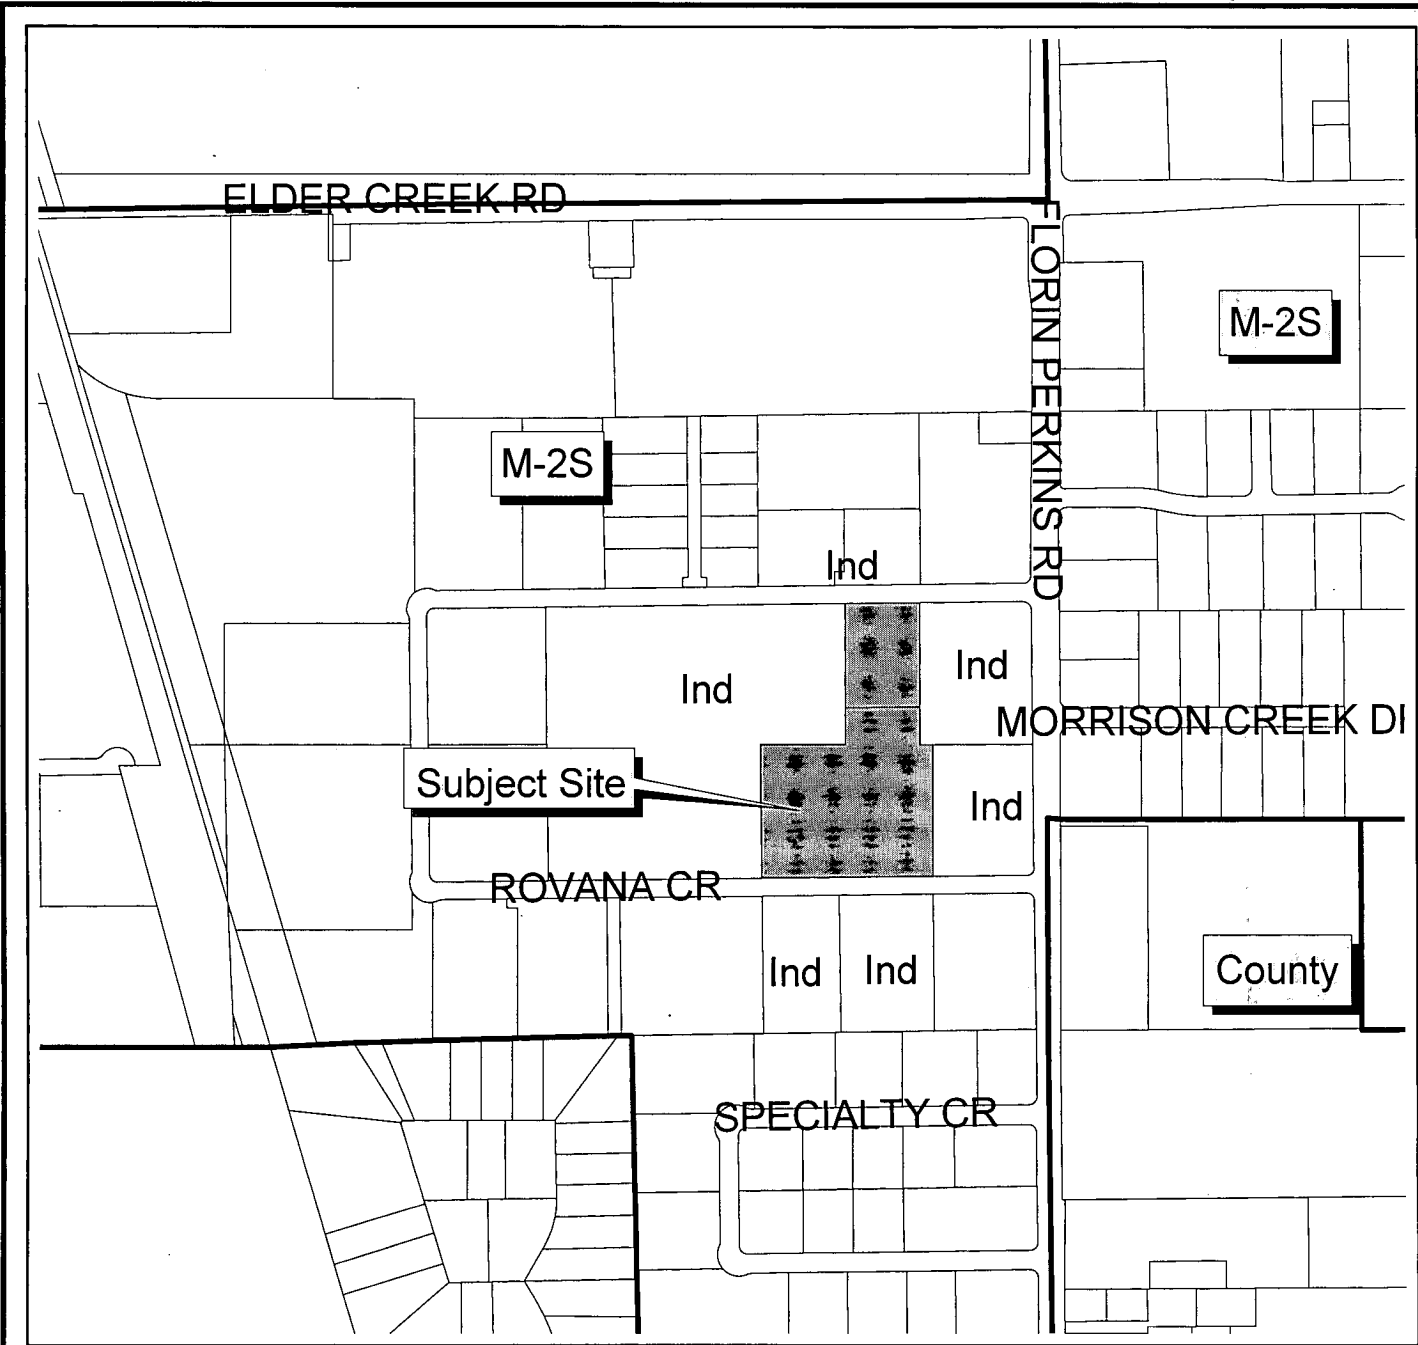 ELDER CREEK RD
FLORIN PERKINS RD
M-2S
M-2S
Ind
Ind
Ind
MORRISON CREEK DR
Subject Site
Ind
ROVANA CR
Ind
Ind
County
SPECIALTY CR